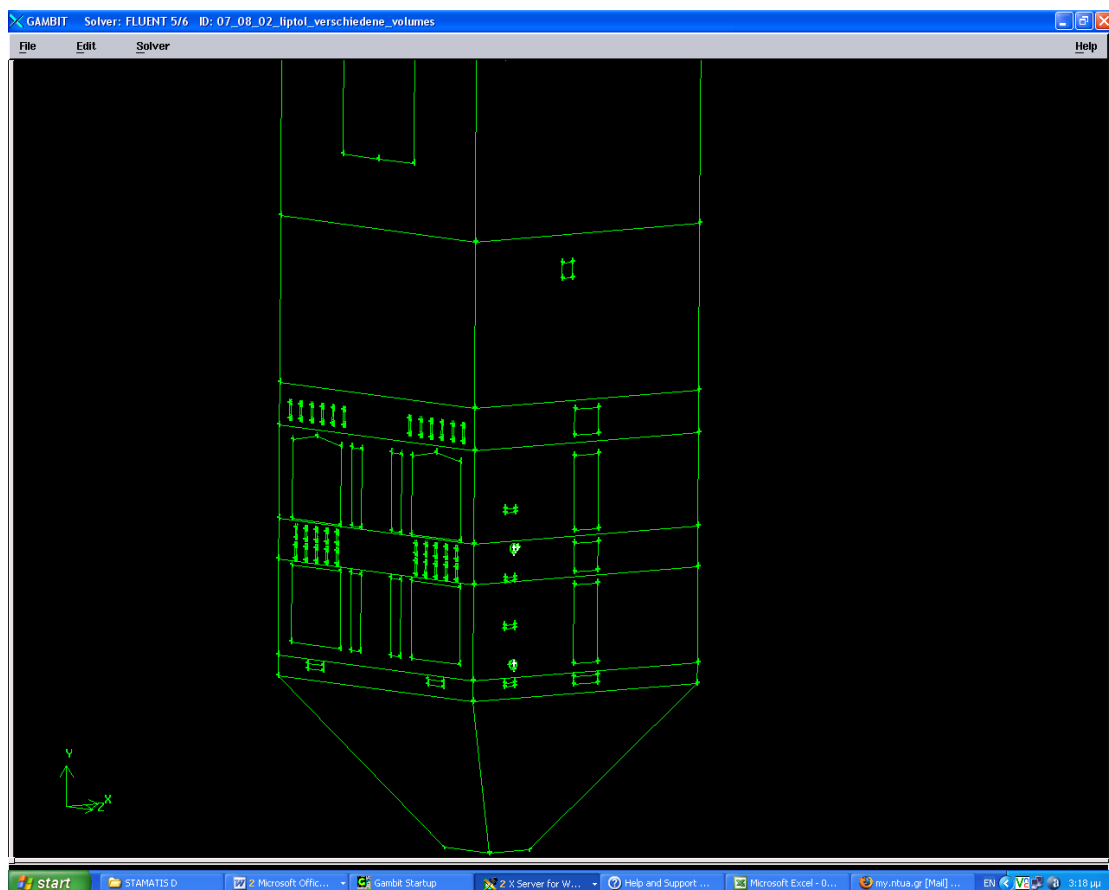 GAMBIT Solver: FLUENT 5/6 ID: 07_08_02_liptol_verschiedene_volumes
File Edit Solver Help
Y
X
Z
start STAMATIS D 2 Microsoft Offic... Gambit Startup 2 X Server for W... Help and Support ... Microsoft Excel - 0... my.ntua.gr [Mail] ... EN 3:18 μμ